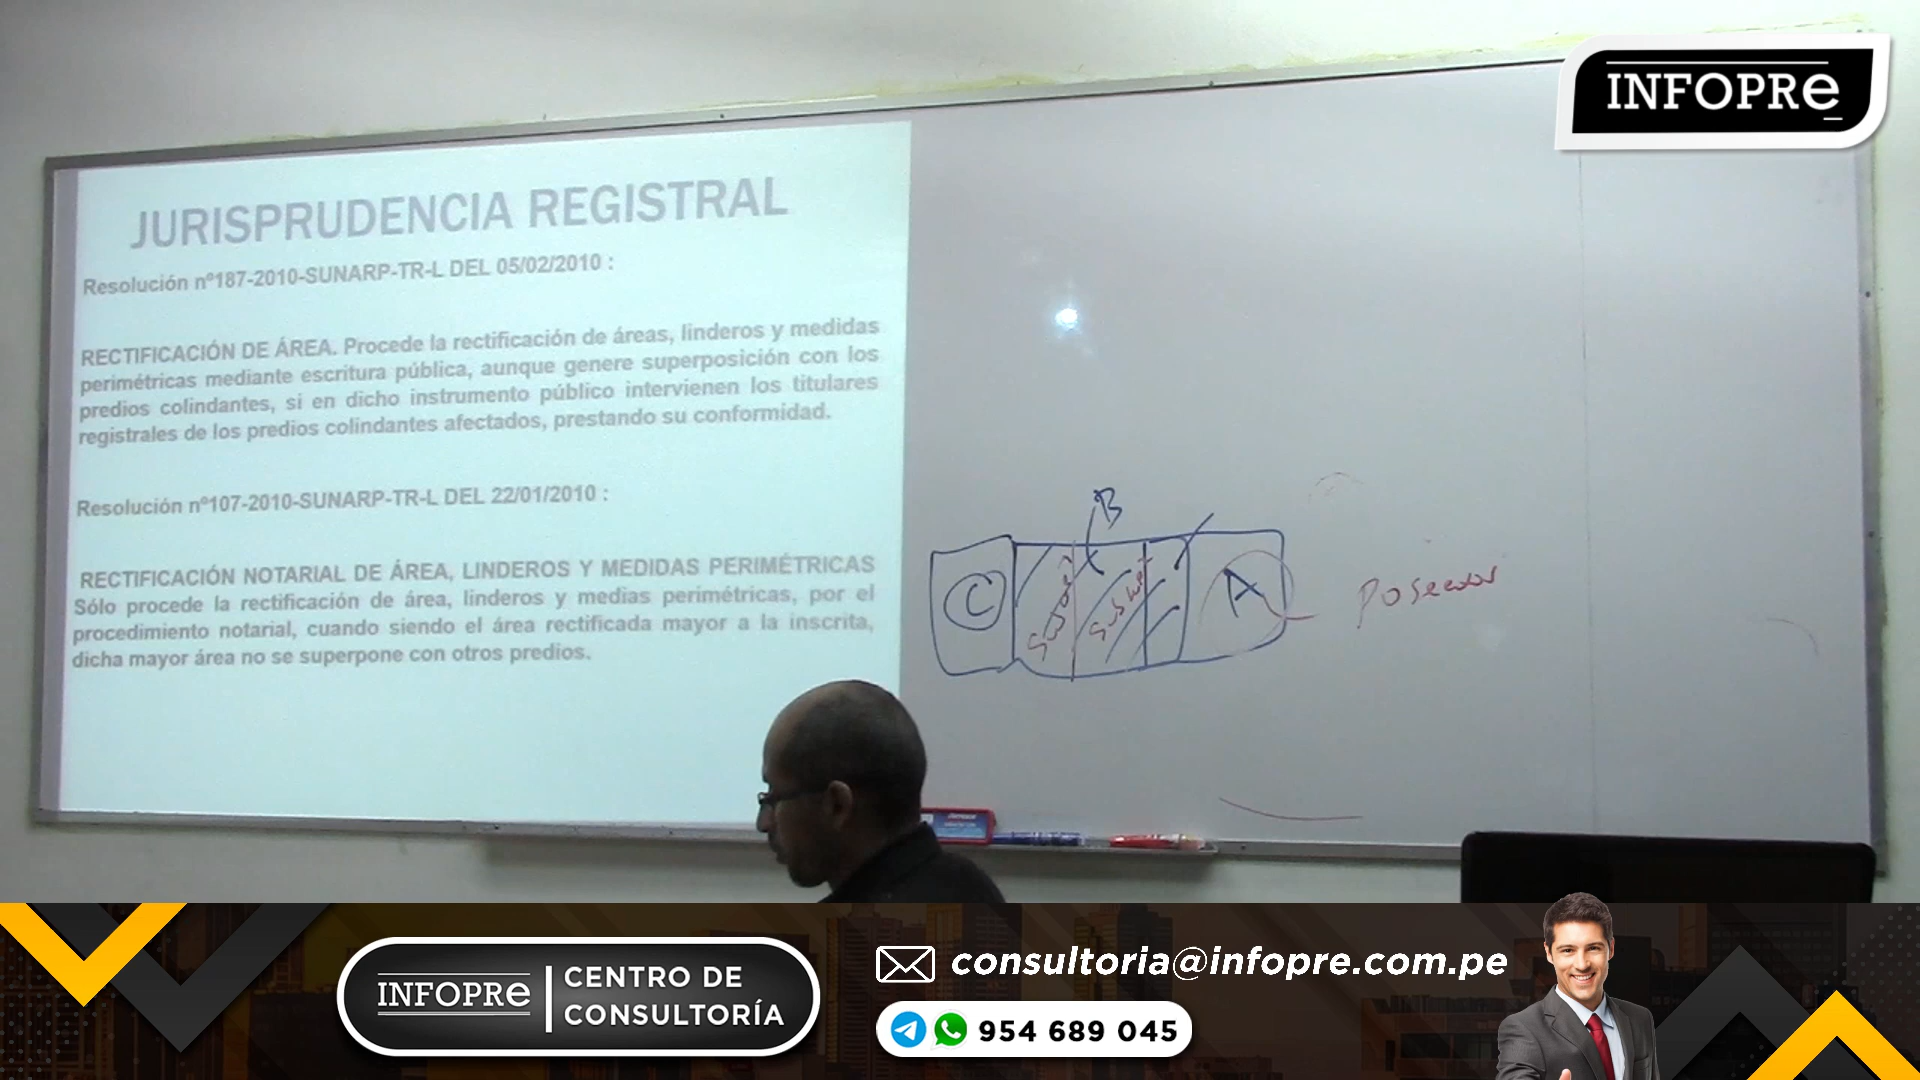 INFOPRe
JURISPRUDENCIA REGISTRAL
Resolución nº187-2010-SUNARP-TR-L DEL 05/02/2010 :
RECTIFICACIÓN DE ÁREA. Procede la rectificación de áreas, linderos y medidas
perimétricas mediante escritura pública, aunque genere superposición con los
predios colindantes, si en dicho instrumento público intervienen los titulares
registrales de los predios colindantes afectados, prestando su conformidad.
Resolución nº107-2010-SUNARP-TR-L DEL 22/01/2010 :
RECTIFICACIÓN NOTARIAL DE ÁREA, LINDEROS Y MEDIDAS PERIMÉTRICAS
Sólo procede la rectificación de área, linderos y medias perimétricas, por el
procedimiento notarial, cuando siendo el área rectificada mayor a la inscrita,
dicha mayor área no se superpone con otros predios.
B
C
A
Poseedor
INFOPRe
CENTRO DE
CONSULTORÍA
consultoria@infopre.com.pe
954 689 045